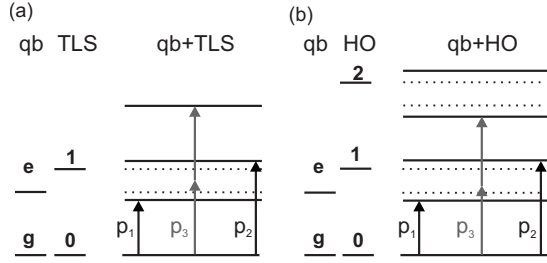 (a)
qb TLS qb+TLS
1
e
g 0
p1 p3 p2
(b)
qb HO qb+HO
2
1
e
g 0
p1 p3 p2